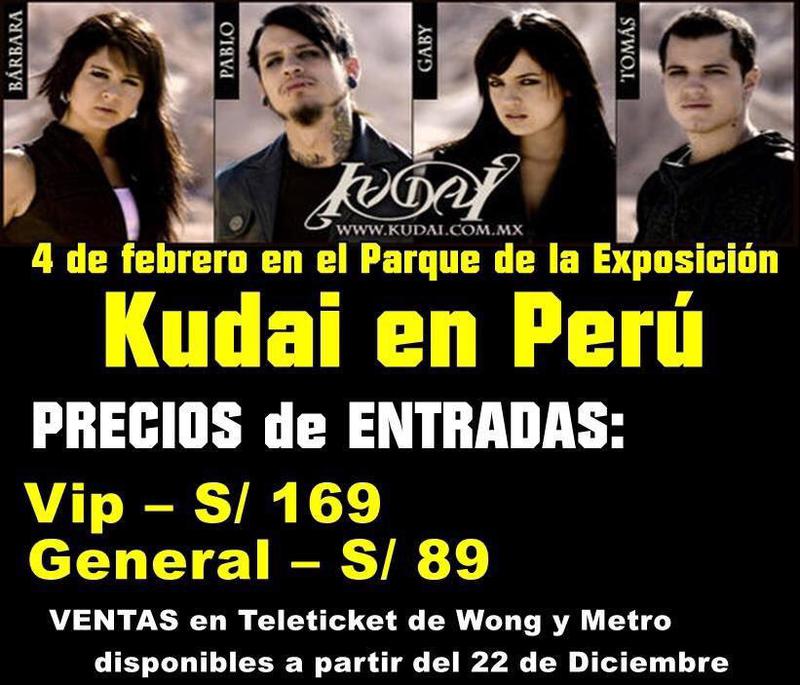 BÁRBARA
PABLO
GABY
TOMÁS
KUDAI
WWW.KUDAI.COM.MX
4 de febrero en el Parque de la Exposición
Kudai en Perú
PRECIOS de ENTRADAS:
Vip – S/ 169
General – S/ 89
VENTAS en Teleticket de Wong y Metro
disponibles a partir del 22 de Diciembre